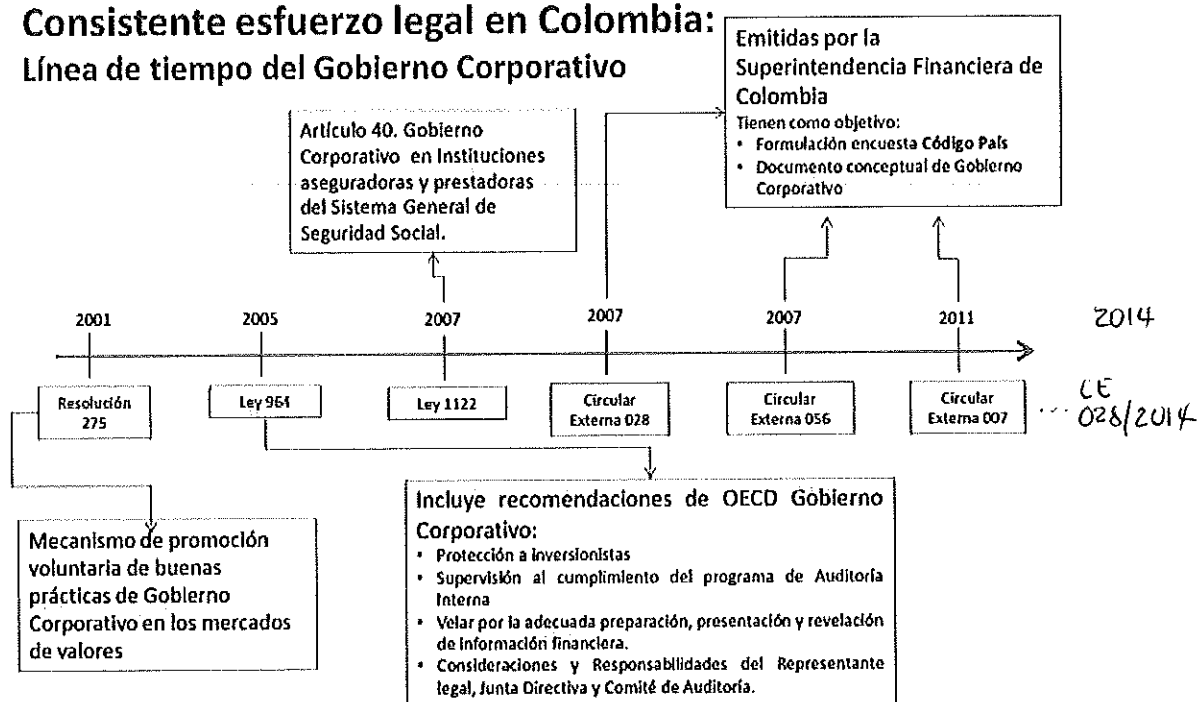 Consistente esfuerzo legal en Colombia:
Línea de tiempo del Gobierno Corporativo
Emitidas por la
Superintendencia Financiera de
Colombia
Tienen como objetivo:
• Formulación encuesta Código País
• Documento conceptual de Gobierno
Corporativo
Artículo 40. Gobierno
Corporativo en Instituciones
aseguradoras y prestadoras
del Sistema General de
Seguridad Social.
2001
2005
2007
2007
2007
2011
2014
Resolución
275
Ley 964
Ley 1122
Circular
Externa 028
Circular
Externa 056
Circular
Externa 007
... CE
028/2014
Mecanismo de promoción
voluntaria de buenas
prácticas de Gobierno
Corporativo en los mercados
de valores
Incluye recomendaciones de OECD Gobierno
Corporativo:
• Protección a inversionistas
• Supervisión al cumplimiento del programa de Auditoría
Interna
• Velar por la adecuada preparación, presentación y revelación
de información financiera.
• Consideraciones y Responsabilidades del Representante
legal, Junta Directiva y Comité de Auditoría.